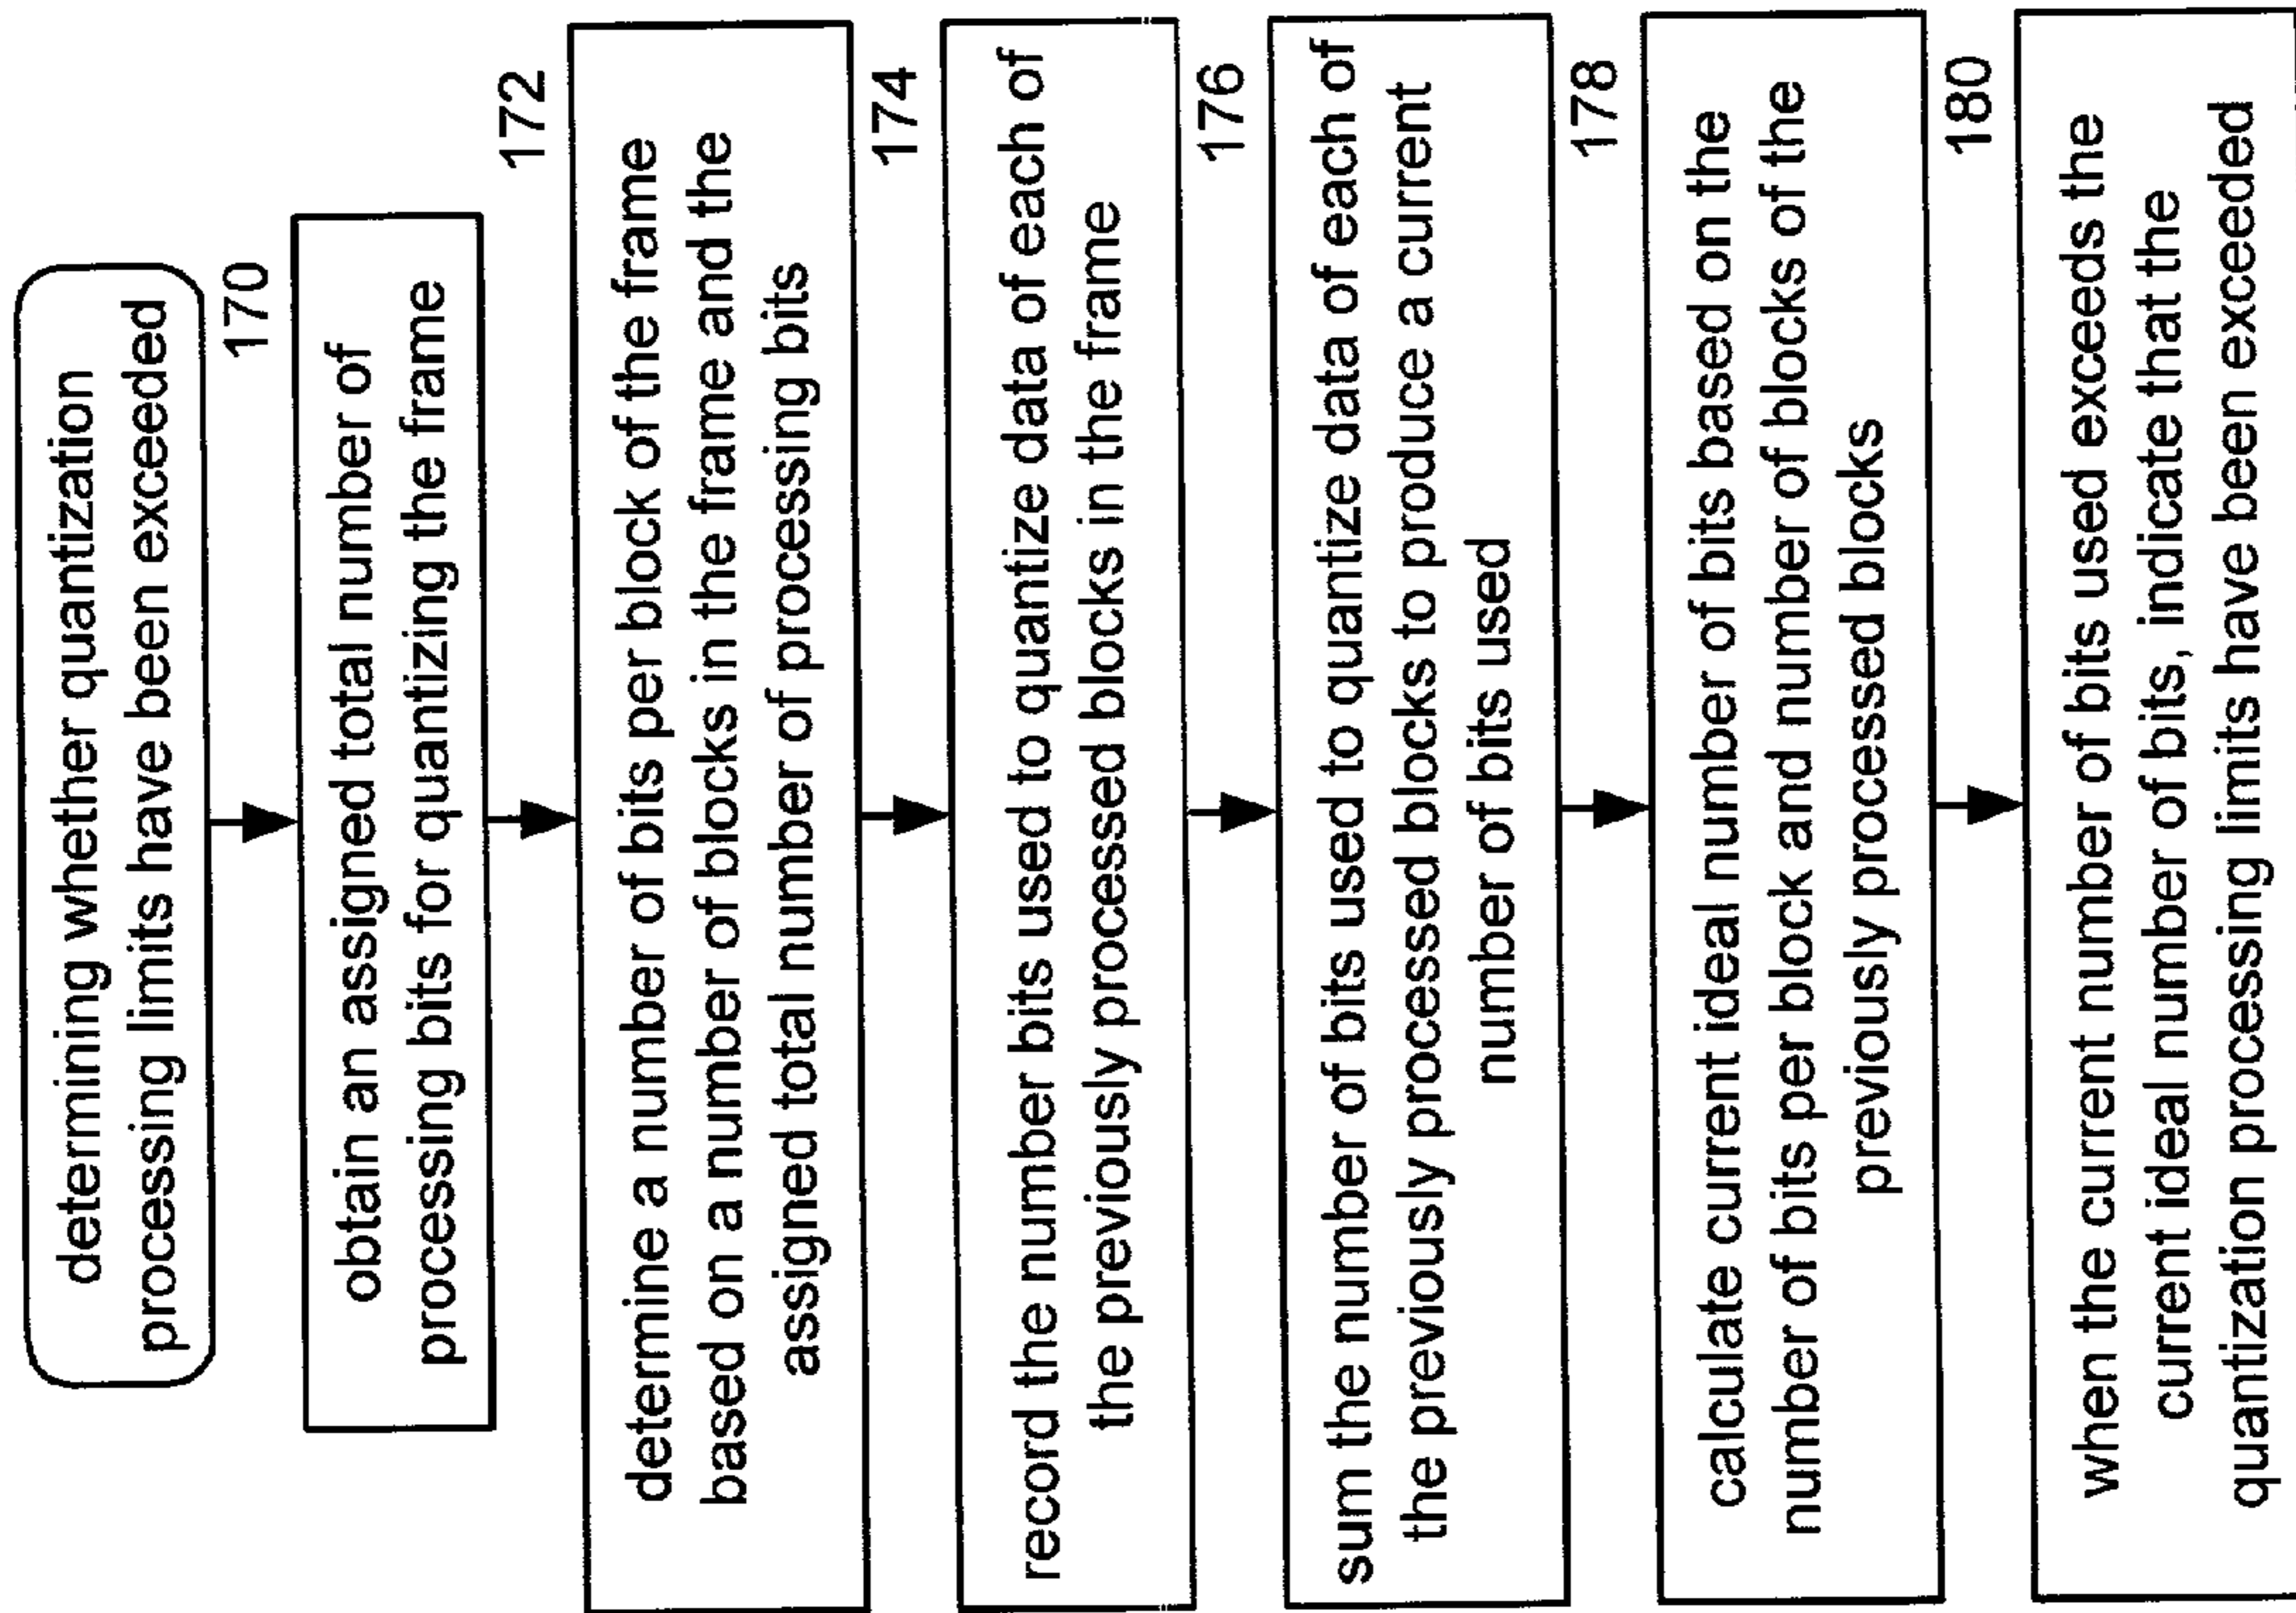 determining whether quantization
processing limits have been exceeded
170
obtain an assigned total number of
processing bits for quantizing the frame
172
determine a number of bits per block of the frame
based on a number of blocks in the frame and the
assigned total number of processing bits
174
record the number bits used to quantize data of each of
the previously processed blocks in the frame
176
sum the number of bits used to quantize data of each of
the previously processed blocks to produce a current
number of bits used
178
calculate current ideal number of bits based on the
number of bits per block and number of blocks of the
previously processed blocks
180
when the current number of bits used exceeds the
current ideal number of bits, indicate that the
quantization processing limits have been exceeded